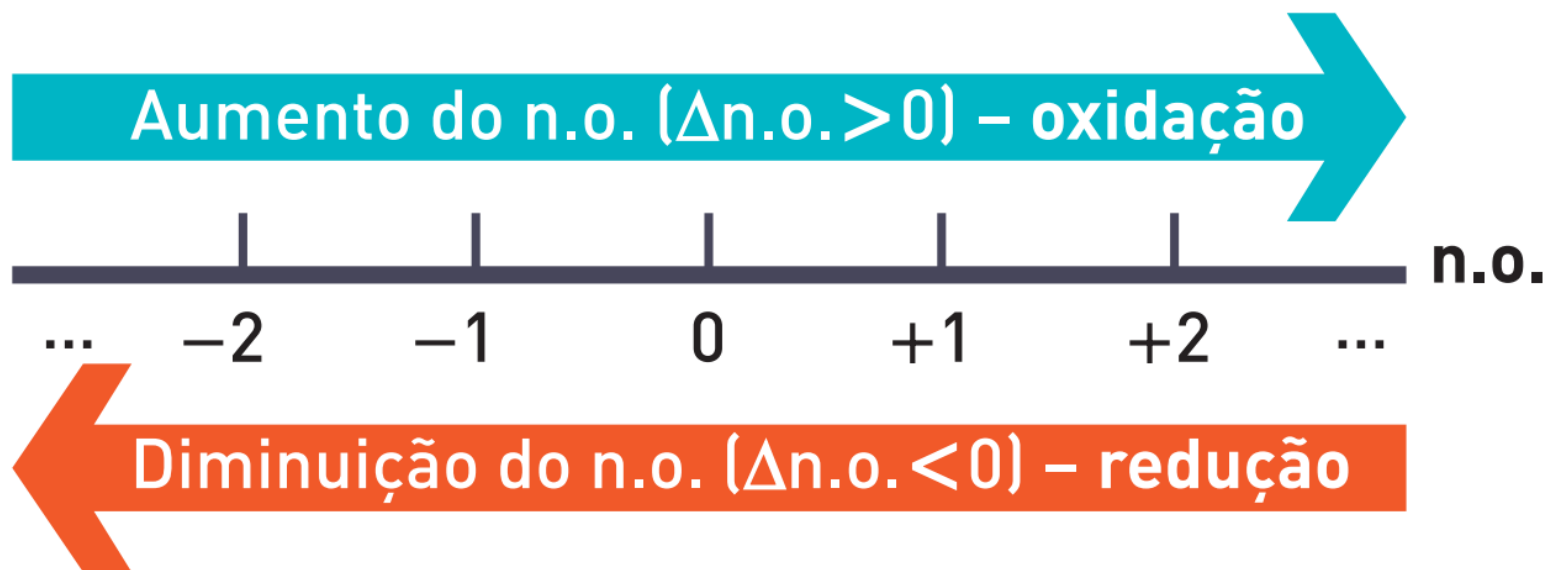 Aumento do n.o. (Δn.o. > 0) – oxidação
n.o.
... −2 −1 0 +1 +2 ...
Diminuição do n.o. (Δn.o. < 0) – redução